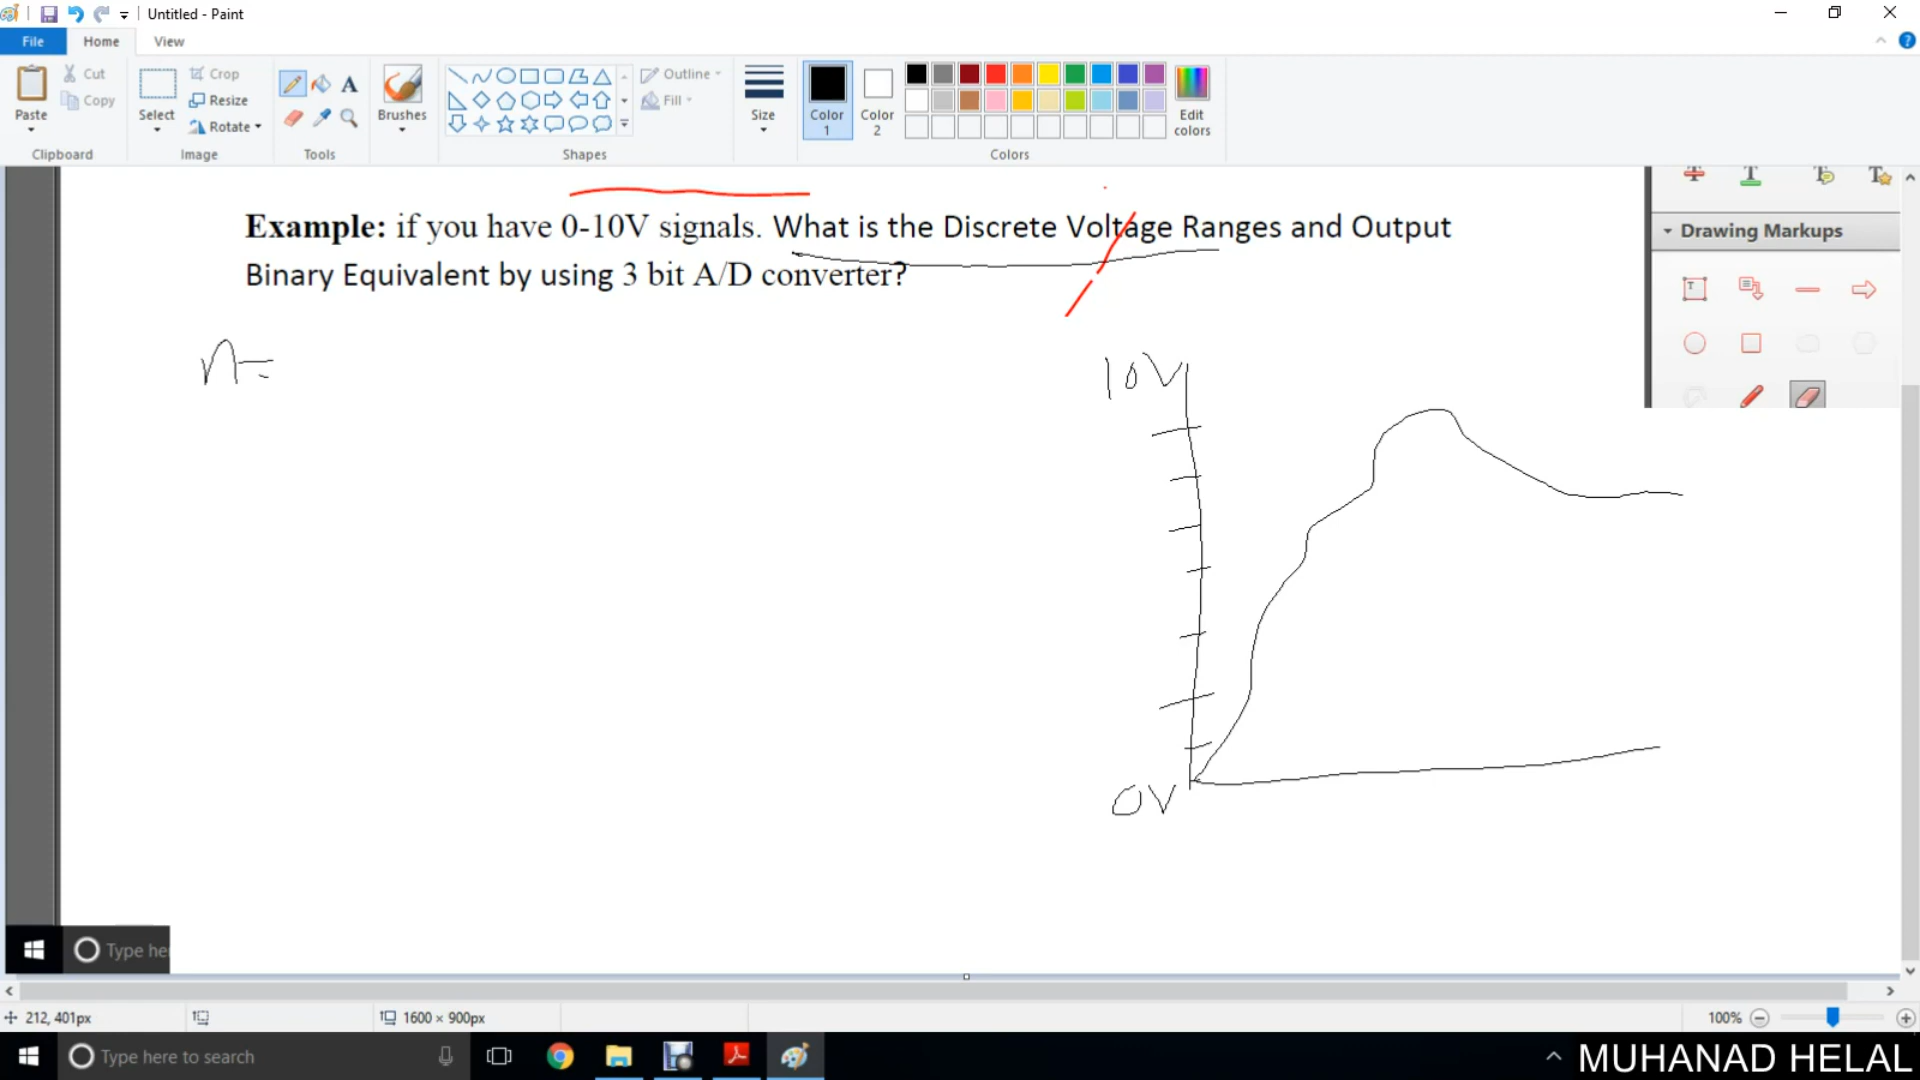 Untitled - Paint
File Home View
Paste
Cut
Copy
Clipboard
Select
Crop
Resize
Rotate
Image
Tools
Brushes
Shapes
Outline
Fill
Size
Color 1
Color 2
Edit colors
Colors
Example: if you have 0-10V signals. What is the Discrete Voltage Ranges and Output
Binary Equivalent by using 3 bit A/D converter?
Drawing Markups
n=
10V
0V
Type he
212, 401px
1600 × 900px
100%
Type here to search
MUHANAD HELAL